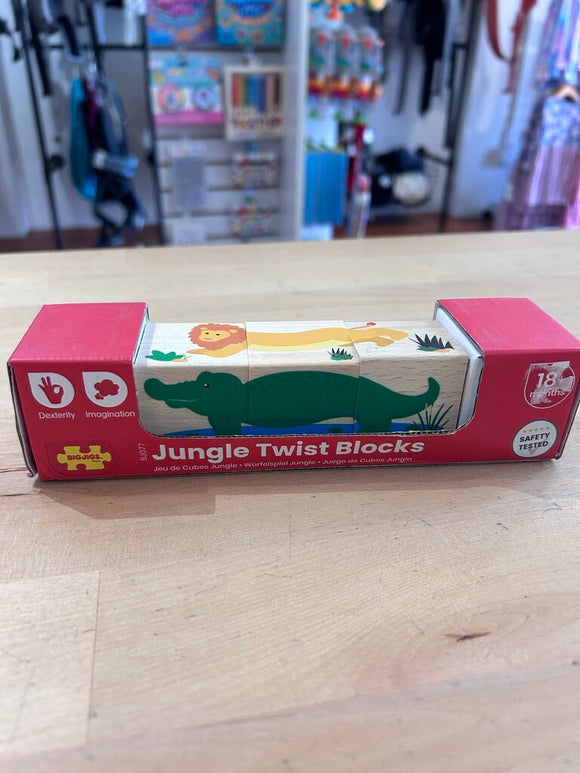 Dexterity
Imagination
18+
months
SAFETY
TESTED
BIGJIGS
BJ077
Jungle Twist Blocks
Jeu de Cubes Jungle • Würfelspiel Jungle • Juego de Cubos Jungle